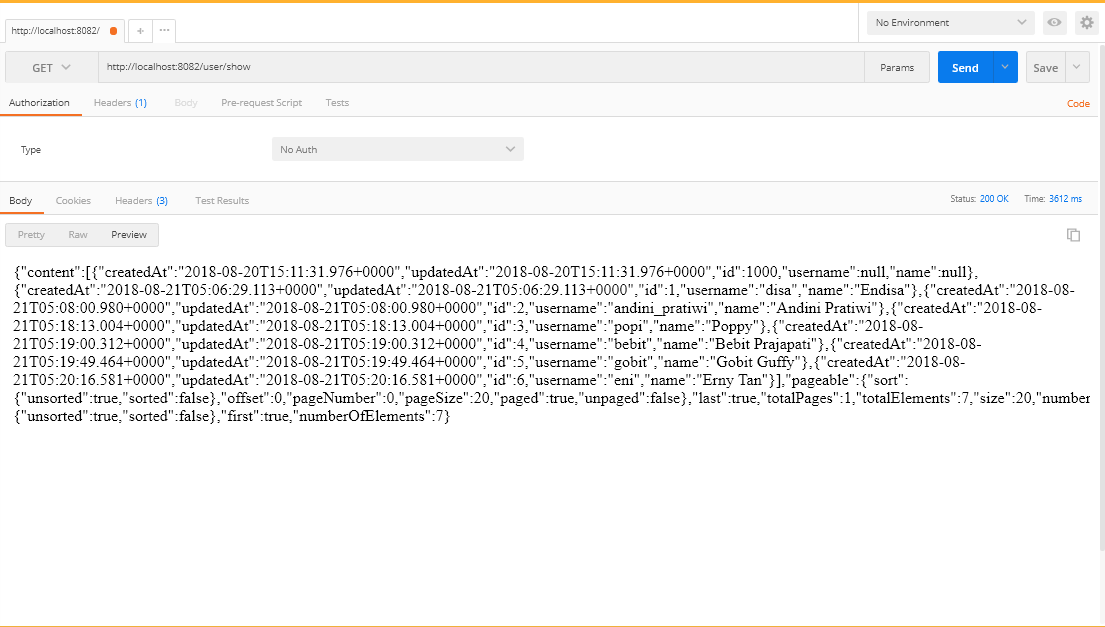 http://localhost:8082/
+
···
No Environment
GET
http://localhost:8082/user/show
Params
Send
Save
Authorization
Headers (1)
Body
Pre-request Script
Tests
Code
Type
No Auth
Body
Cookies
Headers (3)
Test Results
Status: 200 OK
Time: 3612 ms
Pretty
Raw
Preview
{"content":[{"createdAt":"2018-08-20T15:11:31.976+0000","updatedAt":"2018-08-20T15:11:31.976+0000","id":1000,"username":null,"name":null},
{"createdAt":"2018-08-21T05:06:29.113+0000","updatedAt":"2018-08-21T05:06:29.113+0000","id":1,"username":"disa","name":"Endisa"},{"createdAt":"2018-08-
21T05:08:00.980+0000","updatedAt":"2018-08-21T05:08:00.980+0000","id":2,"username":"andini_pratiwi","name":"Andini Pratiwi"},{"createdAt":"2018-08-
21T05:18:13.004+0000","updatedAt":"2018-08-21T05:18:13.004+0000","id":3,"username":"popi","name":"Poppy"},{"createdAt":"2018-08-
21T05:19:00.312+0000","updatedAt":"2018-08-21T05:19:00.312+0000","id":4,"username":"bebit","name":"Bebit Prajapati"},{"createdAt":"2018-08-
21T05:19:49.464+0000","updatedAt":"2018-08-21T05:19:49.464+0000","id":5,"username":"gobit","name":"Gobit Guffy"},{"createdAt":"2018-08-
21T05:20:16.581+0000","updatedAt":"2018-08-21T05:20:16.581+0000","id":6,"username":"eni","name":"Erny Tan"}],"pageable":{"sort":
{"unsorted":true,"sorted":false},"offset":0,"pageNumber":0,"pageSize":20,"paged":true,"unpaged":false},"last":true,"totalPages":1,"totalElements":7,"size":20,"number
{"unsorted":true,"sorted":false},"first":true,"numberOfElements":7}